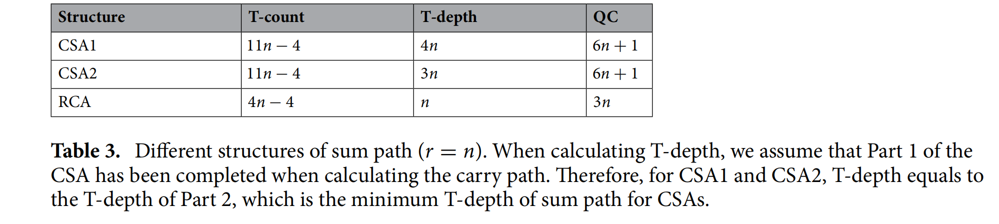 Structure T-count T-depth QC
CSA1 11n − 4 4n 6n + 1
CSA2 11n − 4 3n 6n + 1
RCA 4n − 4 n 3n
Table 3. Different structures of sum path (r = n). When calculating T-depth, we assume that Part 1 of the
CSA has been completed when calculating the carry path. Therefore, for CSA1 and CSA2, T-depth equals to
the T-depth of Part 2, which is the minimum T-depth of sum path for CSAs.